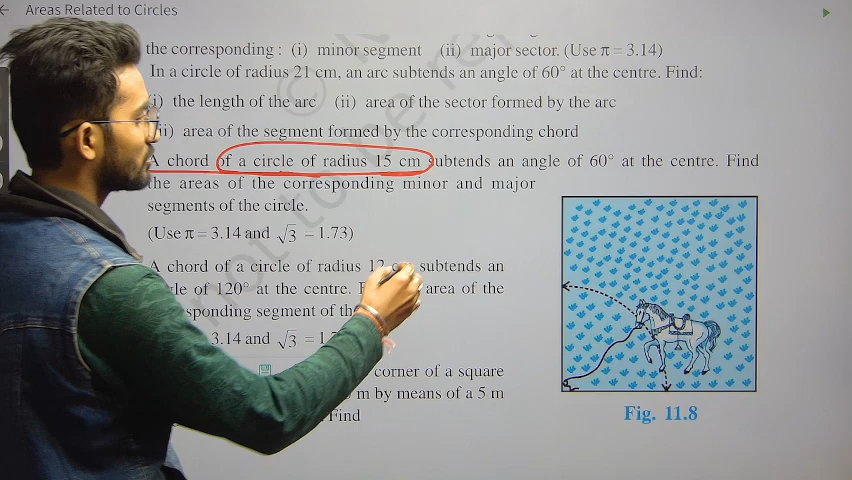 Areas Related to Circles
the corresponding : (i) minor segment (ii) major sector. (Use π = 3.14)
In a circle of radius 21 cm, an arc subtends an angle of 60° at the centre. Find:
(i) the length of the arc (ii) area of the sector formed by the arc
area of the segment formed by the corresponding chord
A chord of a circle of radius 15 cm subtends an angle of 60° at the centre. Find
the areas of the corresponding minor and major
segments of the circle.
(Use π = 3.14 and √3 = 1.73)
A chord of a circle of radius 12 cm subtends an
of 120° at the centre. area of the
segment of the
3.14 and √3 =
corner of a square
m by means of a 5 m
Find
Fig. 11.8
© not to be